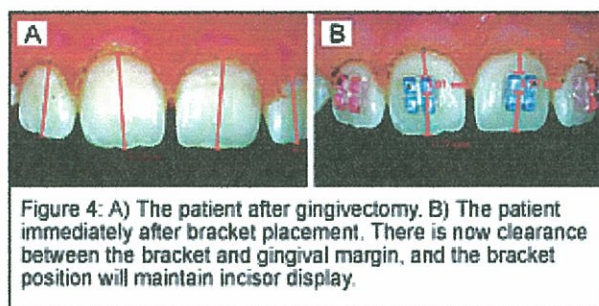 A
B
Figure 4: A) The patient after gingivectomy. B) The patient
immediately after bracket placement. There is now clearance
between the bracket and gingival margin, and the bracket
position will maintain incisor display.